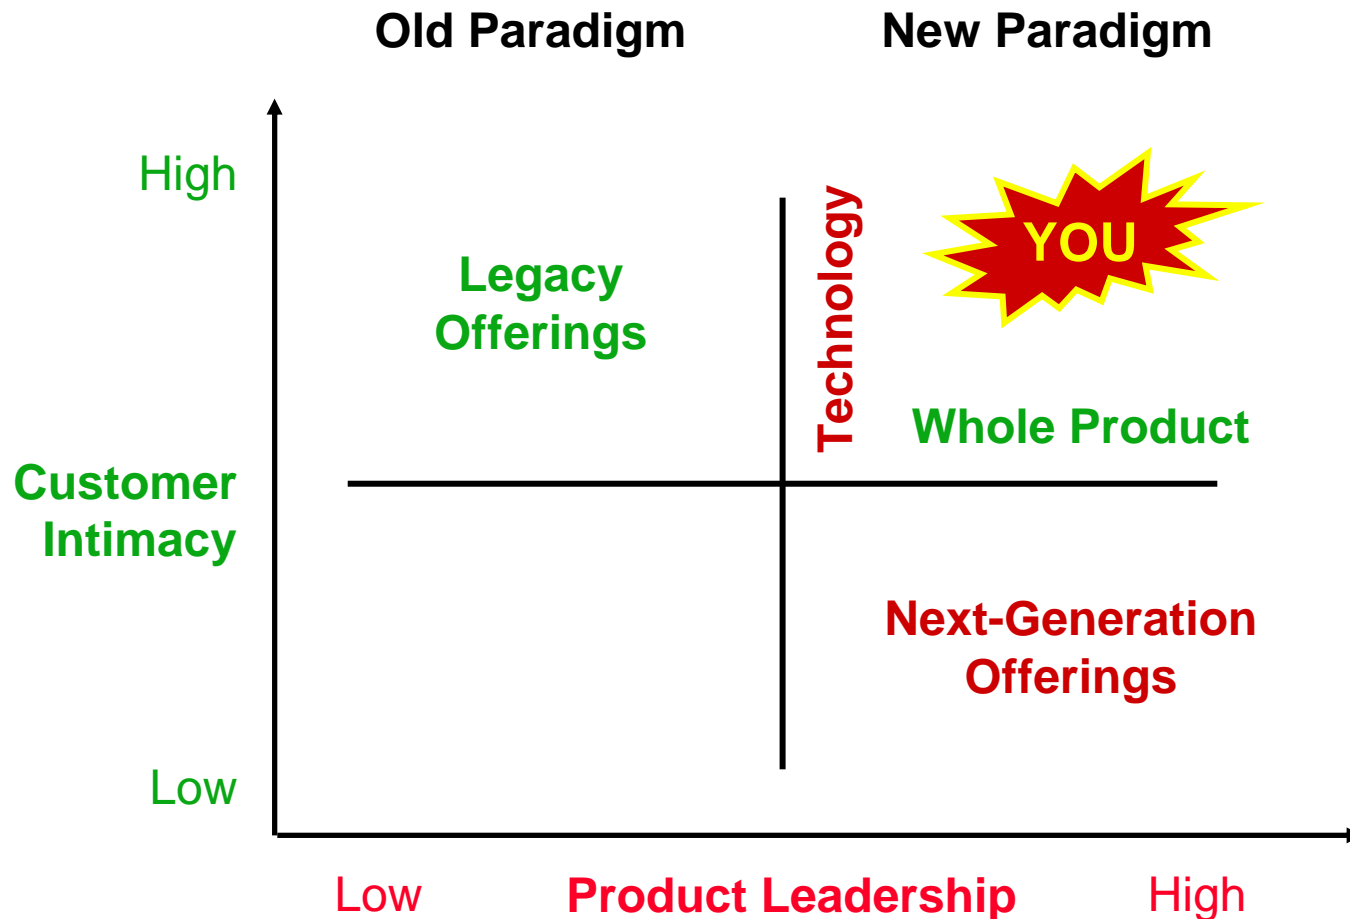 Old Paradigm New Paradigm
High
YOU
Technology
Legacy
Offerings
Whole Product
Customer
Intimacy
Next-Generation
Offerings
Low
Low Product Leadership High